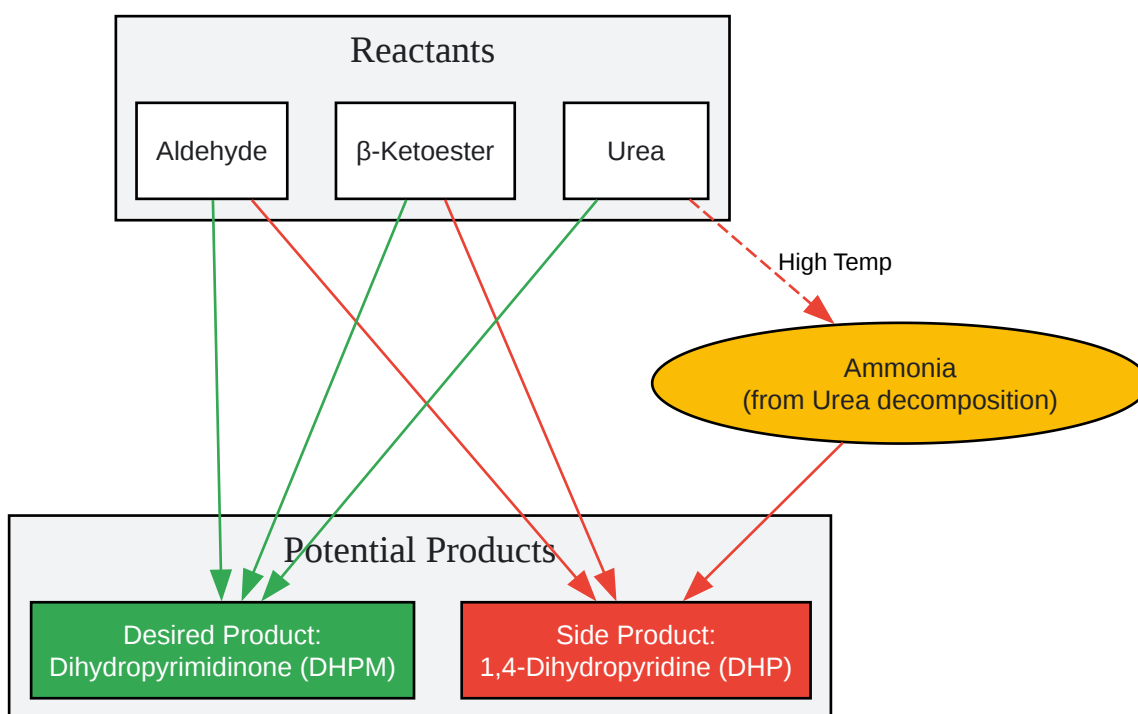 Reactants
Aldehyde
β-Ketoester
Urea
High Temp
Ammonia
(from Urea decomposition)
Potential Products
Desired Product:
Dihydropyrimidinone (DHPM)
Side Product:
1,4-Dihydropyridine (DHP)